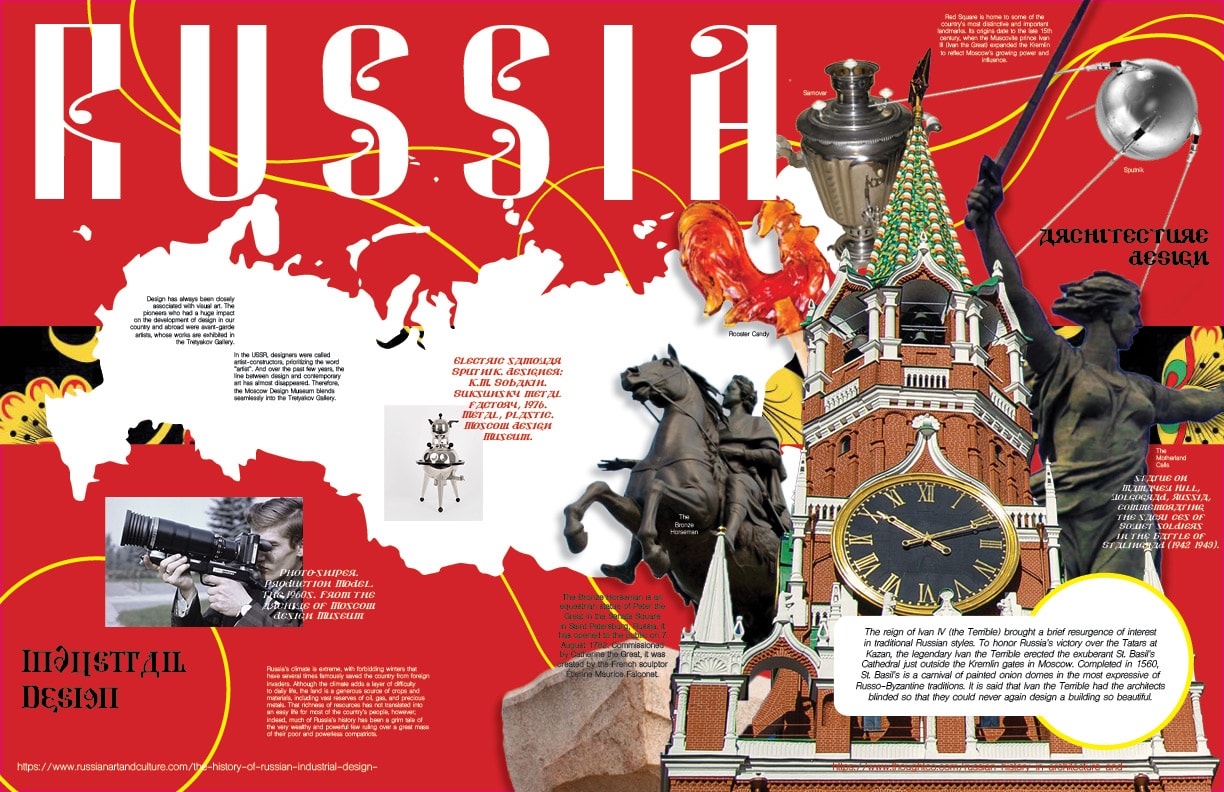 RUSSIA
Red Square is home to some of the
country's most distinctive and important
landmarks. Its origins date to the late 15th
century, when the Muscovite prince Ivan
III (Ivan the Great) expanded the Kremlin
to reflect Moscow's growing power and
influence.
Samovar
Sputnik
ARCHITECTURE
DESIGN
Design has always been closely
associated with visual art. The
pioneers who had a huge impact
on the development of design in our
country and abroad were avant-garde
artists, whose works are exhibited in
the Tretyakov Gallery.
In the USSR, designers were called
artist-constructors, prioritizing the word
"artist". And over the past few years, the
line between design and contemporary
art has almost disappeared. Therefore,
the Moscow Design Museum blends
seamlessly into the Tretyakov Gallery.
Rooster Candy
Electric samovar
Sputnik. Designer:
K.M. Sobakin.
Suksunsky Metal
Factory, 1976.
Metal, plastic.
Moscow Design
Museum.
The
Motherland
Calls
statue on
Mamayev Hill,
Volgograd, Russia,
commemorating
the sacri ces of
Soviet soldiers
in the Battle of
Stalingrad (1942 1943).
The
Bronze
Horseman
Photo-sniper.
Production model.
The 1960s. From the
archive of Moscow
Design Museum
The Bronze Horseman is an
equestrian statue of Peter the
Great in the Senate Square
in Saint Petersburg, Russia. It
has opened to the public on 7
August 1782. Commissioned
by Catherine the Great, it was
created by the French sculptor
Étienne Maurice Falconet.
The reign of Ivan IV (the Terrible) brought a brief resurgence of interest
in traditional Russian styles. To honor Russia's victory over the Tatars at
Kazan, the legendary Ivan the Terrible erected the exuberant St. Basil's
Cathedral just outside the Kremlin gates in Moscow. Completed in 1560,
St. Basil's is a carnival of painted onion domes in the most expressive of
Russo-Byzantine traditions. It is said that Ivan the Terrible had the architects
blinded so that they could never again design a building so beautiful.
INDUSTRAIL
DESIGN
Russia's climate is extreme, with forbidding winters that
have several times famously saved the country from foreign
invaders. Although the climate adds a layer of difficulty
to daily life, the land is a generous source of crops and
materials, including vast reserves of oil, gas, and precious
metals. That richness of resources has not translated into
an easy life for most of the country's people, however;
indeed, much of Russia's history has been a grim tale of
the very wealthy and powerful few ruling over a great mass
of their poor and powerless compatriots.
https://www.russianartandculture.com/the-history-of-russian-industrial-design-
https://www.thoughtco.com/russian-history-in-architecture-and-